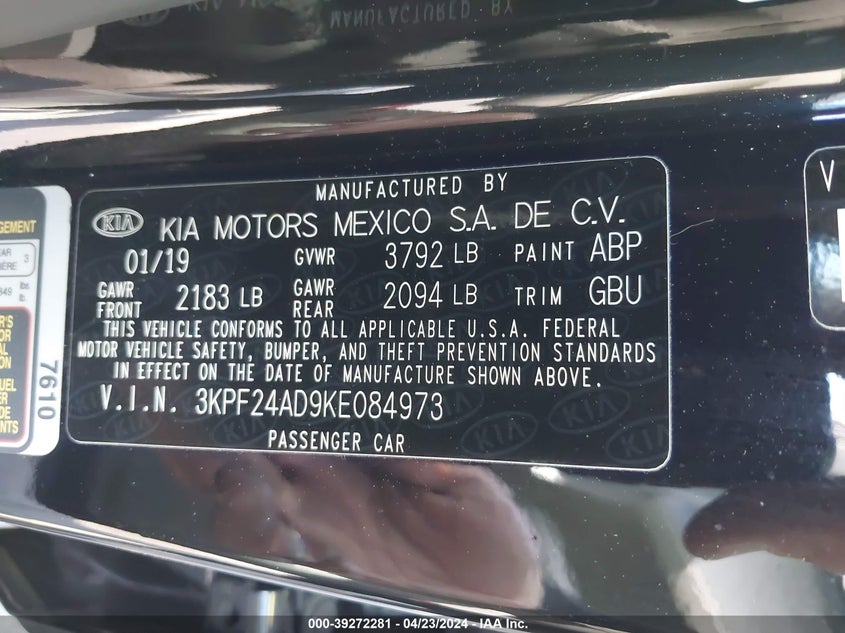 MANUFACTURED BY
MANUFACTURED BY
KIA KIA MOTORS MEXICO S.A. DE C.V.
01/19 GVWR 3792 LB PAINT ABP
GAWR FRONT 2183 LB GAWR REAR 2094 LB TRIM GBU
THIS VEHICLE CONFORMS TO ALL APPLICABLE U.S.A. FEDERAL
MOTOR VEHICLE SAFETY, BUMPER, AND THEFT PREVENTION STANDARDS
IN EFFECT ON THE DATE OF MANUFACTURE SHOWN ABOVE.
V.I.N. 3KPF24AD9KE084973
PASSENGER CAR
7610
V
000-39272281 - 04/23/2024 - IAA Inc.